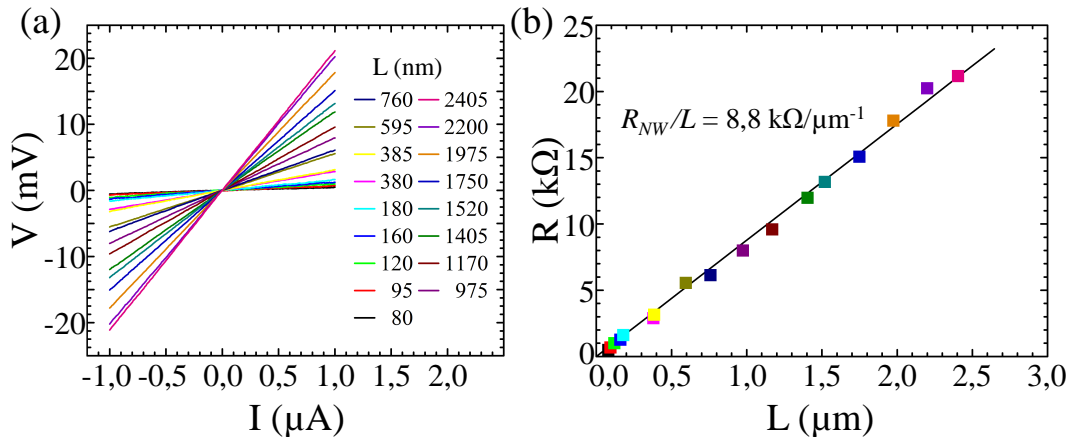 (a)
V (mV)
20
10
0
-10
-20
-1,0 -0,5 0,0 0,5 1,0 1,5 2,0
I (µA)
L (nm)
760 2405
595 2200
385 1975
380 1750
180 1520
160 1405
120 1170
95 975
80
(b)
R (kΩ)
25
20
15
10
5
0
0,0 0,5 1,0 1,5 2,0 2,5 3,0
L (µm)
R_NW/L = 8,8 kΩ/µm⁻¹